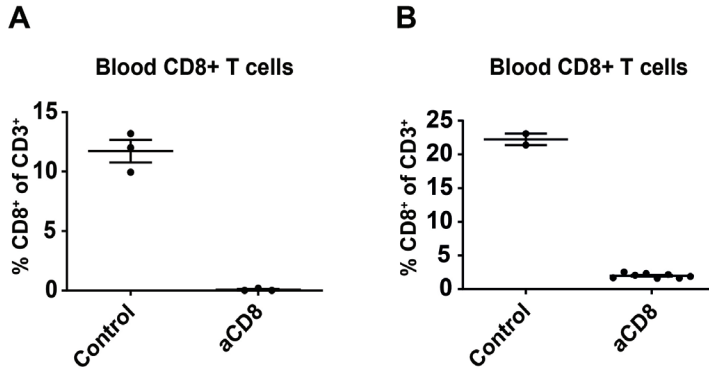 A
Blood CD8+ T cells
% CD8⁺ of CD3⁺
15
10
5
0
Control
aCD8
B
Blood CD8+ T cells
% CD8⁺ of CD3⁺
25
20
15
10
5
0
Control
aCD8